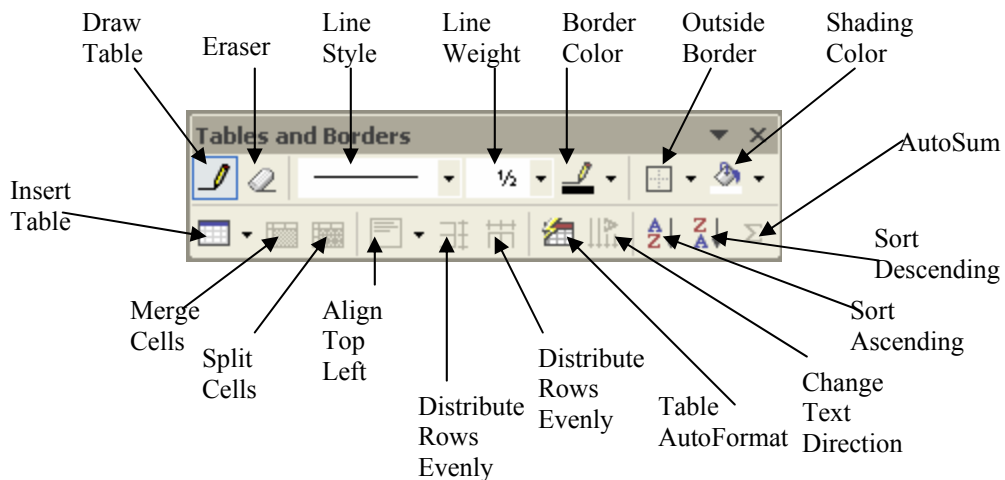 Draw
Table
Eraser
Line
Style
Line
Weight
Border
Color
Outside
Border
Shading
Color
Tables and Borders
AutoSum
½
Insert
Table
A
Z
Z
A
Σ
Sort
Descending
Merge
Cells
Split
Cells
Align
Top
Left
Distribute
Rows
Evenly
Distribute
Rows
Evenly
Table
AutoFormat
Change
Text
Direction
Sort
Ascending